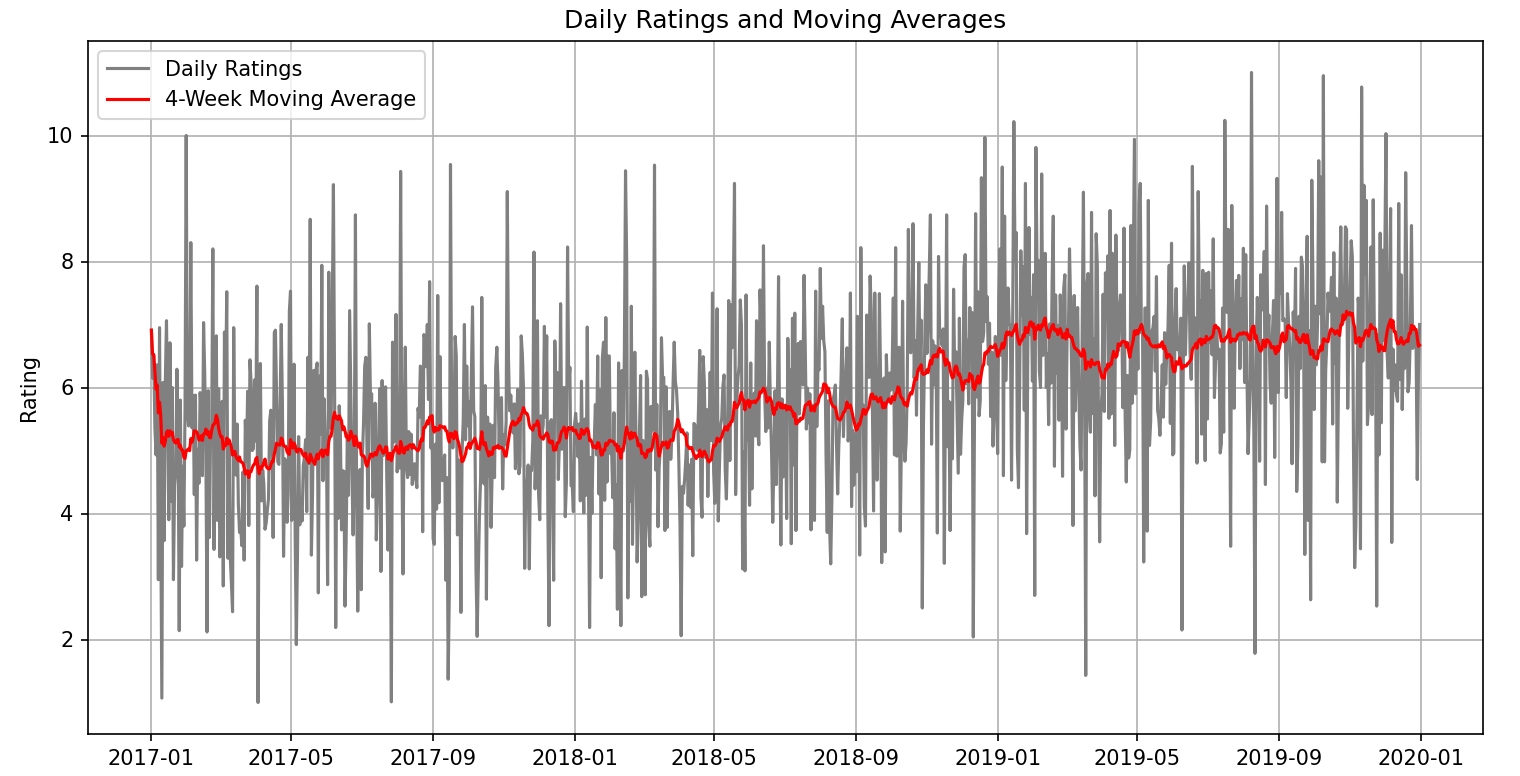 Daily Ratings and Moving Averages
Daily Ratings
4-Week Moving Average
Rating
10
8
6
4
2
2017-01 2017-05 2017-09 2018-01 2018-05 2018-09 2019-01 2019-05 2019-09 2020-01